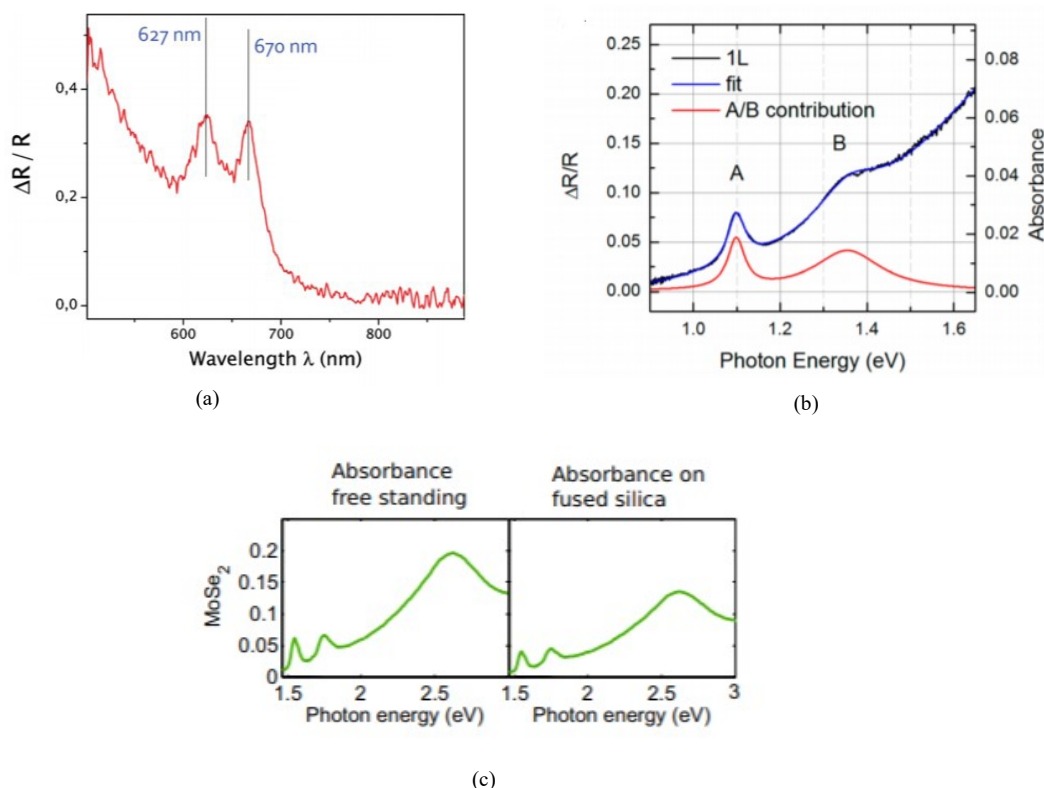 627 nm
670 nm
0,4
0,2
0,0
ΔR / R
600
700
800
Wavelength λ (nm)
(a)
(b)
0.25
0.20
0.15
0.10
0.05
0.00
ΔR/R
1L
fit
A/B contribution
A
B
0.08
0.06
0.04
0.02
0.00
Absorbance
1.0
1.2
1.4
1.6
Photon Energy (eV)
(b)
Absorbance
free standing
Absorbance on
fused silica
MoSe2
0.2
0.15
0.1
0.05
0
1.5
2
2.5
Photon energy (eV)
1.5
2
2.5
3
Photon energy (eV)
(c)